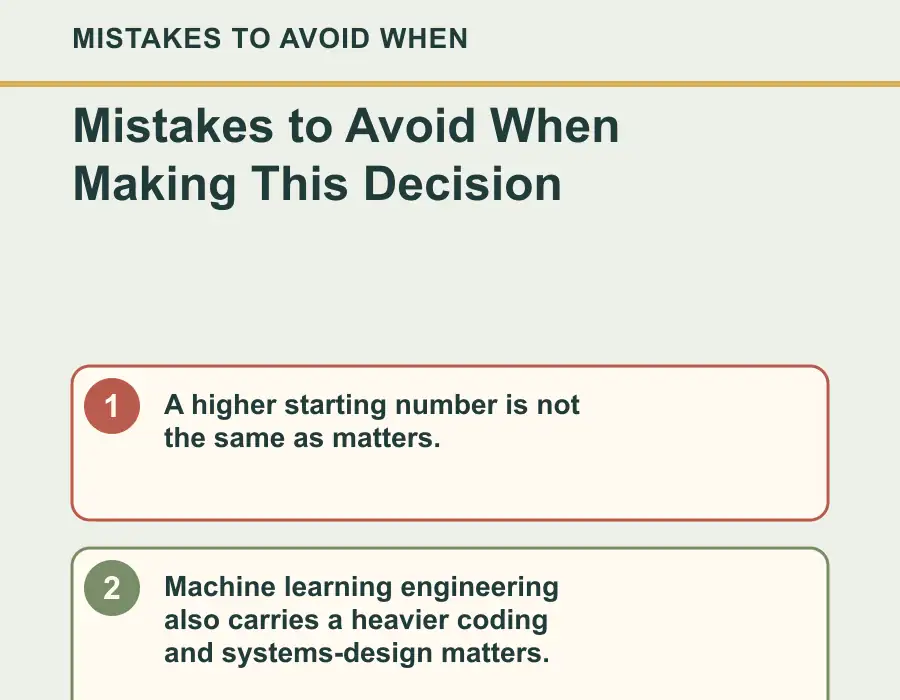 MISTAKES TO AVOID WHEN
Mistakes to Avoid When
Making This Decision
1
A higher starting number is not
the same as matters.
2
Machine learning engineering
also carries a heavier coding
and systems-design matters.